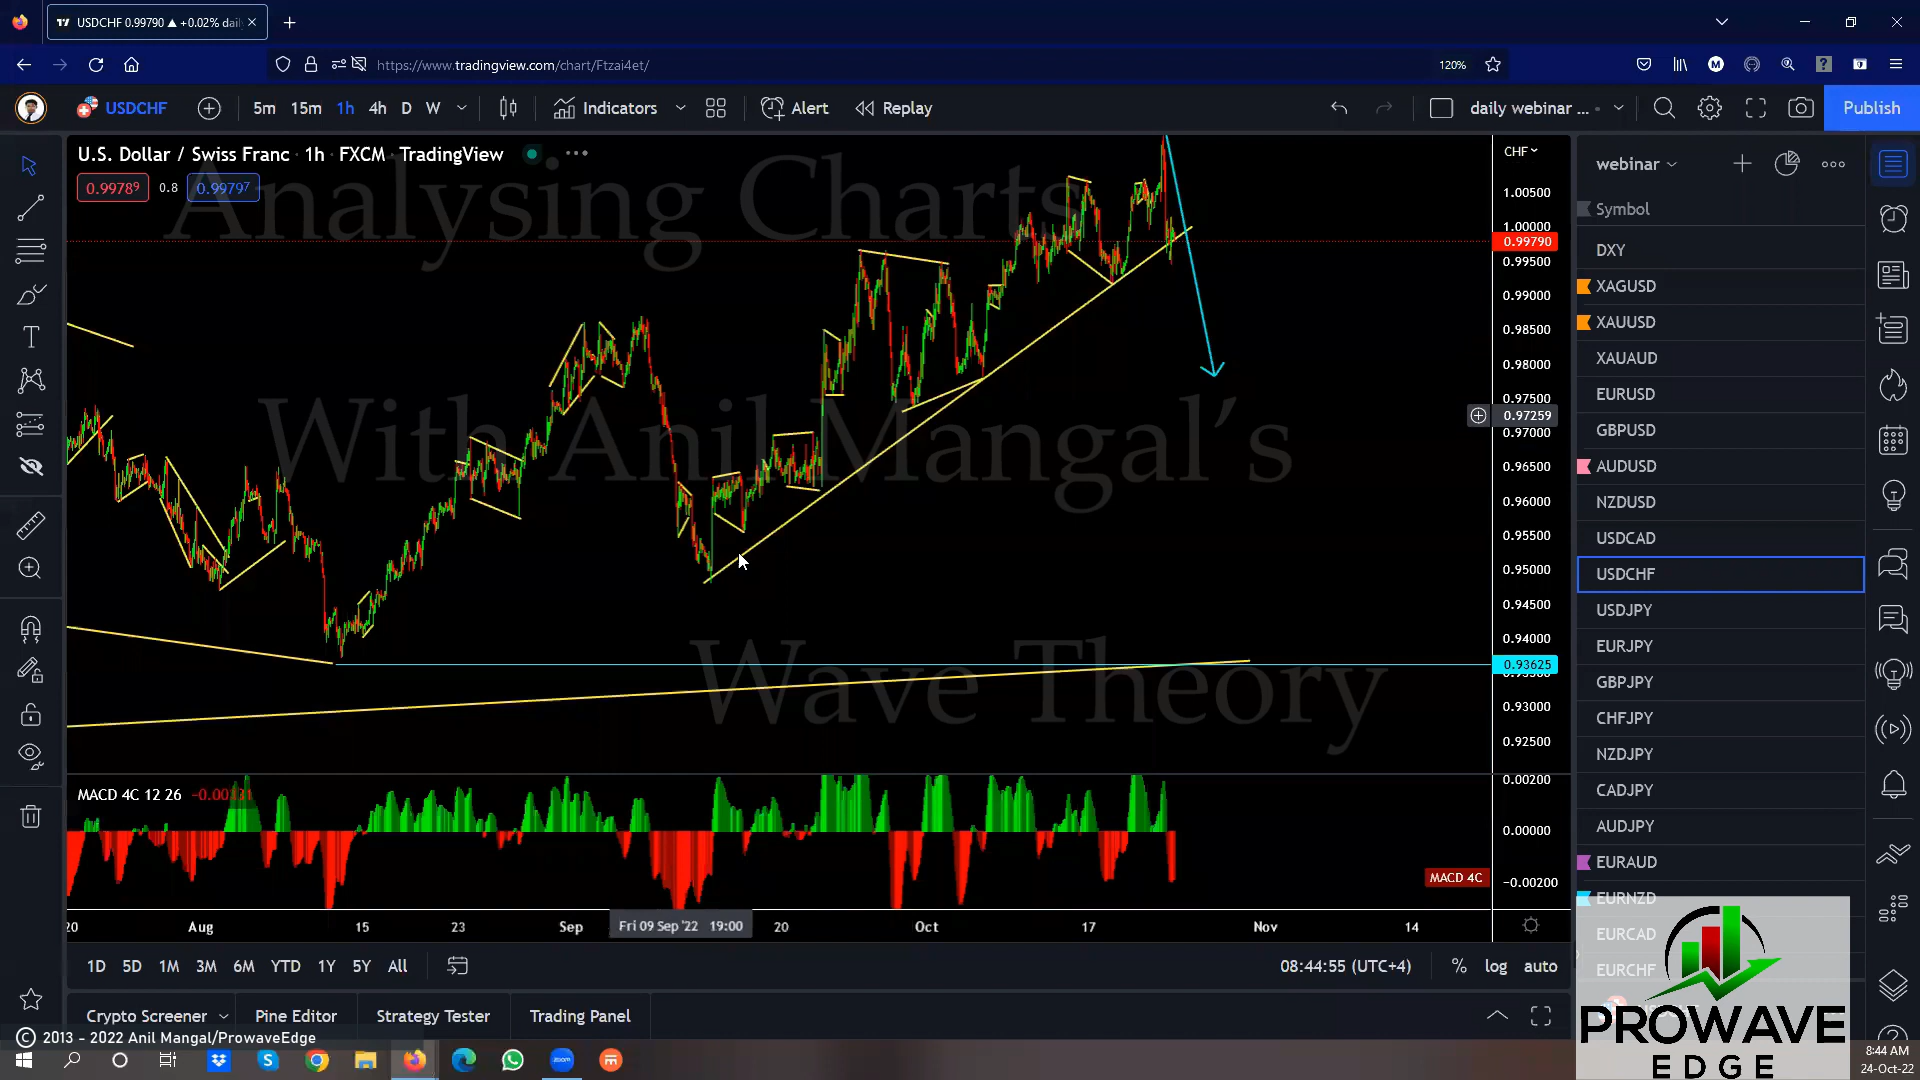 USDCHF 0.99790 ▲ +0.02% dail
https://www.tradingview.com/chart/Ftzai4et/
120%
USDCHF
5m 15m 1h 4h D W
Indicators
Alert
Replay
daily webinar ...
Publish
U.S. Dollar / Swiss Franc · 1h · FXCM · TradingView
0.99789 0.8 0.99797
Analysing Charts
With Anil Mangal's
Wave Theory
CHF
1.00500
1.00000
0.99790
0.99500
0.99000
0.98500
0.98000
0.97500
0.97259
0.97000
0.96500
0.96000
0.95500
0.95000
0.94500
0.94000
0.93625
0.93000
0.92500
webinar
Symbol
DXY
XAGUSD
XAUUSD
XAUAUD
EURUSD
GBPUSD
AUDUSD
NZDUSD
USDCAD
USDCHF
USDJPY
EURJPY
GBPJPY
CHFJPY
NZDJPY
CADJPY
AUDJPY
EURAUD
EURNZD
EURCAD
EURCHF
MACD 4C 12 26
0.00200
0.00000
−0.00200
MACD 4C
20 Aug 15 23 Sep Fri 09 Sep '22 19:00 20 Oct 17 Nov 14
1D 5D 1M 3M 6M YTD 1Y 5Y All
08:44:55 (UTC+4) % log auto
Crypto Screener Pine Editor Strategy Tester Trading Panel
© 2013 - 2022 Anil Mangal/ProwaveEdge
PROWAVE
EDGE
8:44 AM
24-Oct-22